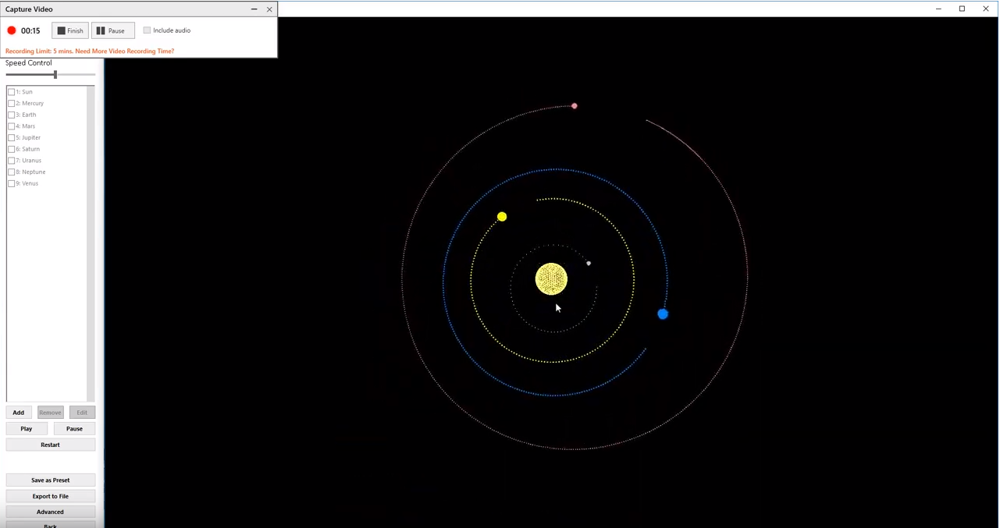 Capture Video
00:15 Finish Pause Include audio
Recording Limit: 5 mins. Need More Video Recording Time?
Speed Control
1: Sun
2: Mercury
3: Earth
4: Mars
5: Jupiter
6: Saturn
7: Uranus
8: Neptune
9: Venus
Add Remove Edit
Play Pause
Restart
Save as Preset
Export to File
Advanced
Back